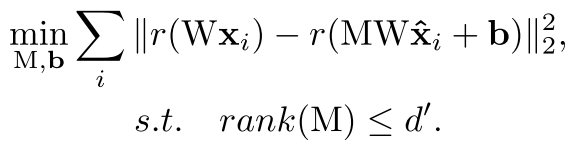 min_{M,𝐛} ∑_i ‖r(W𝐱_i) − r(MW𝐱̂_i + 𝐛)‖_2^2,
s.t. rank(M) ≤ d′.